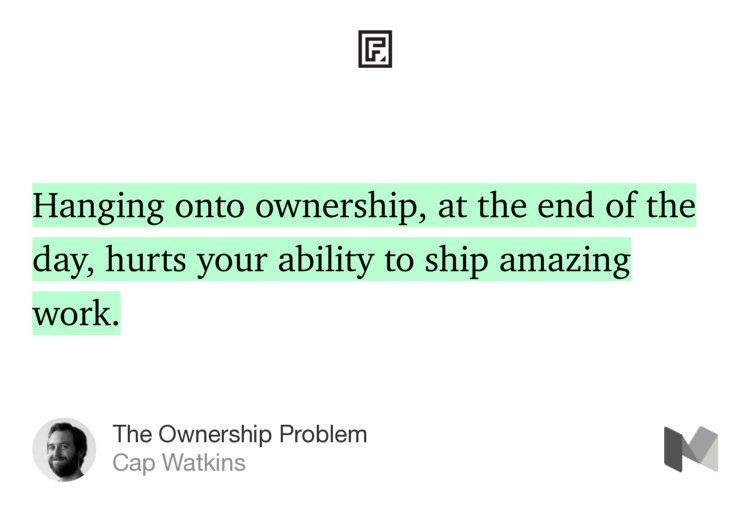 Hanging onto ownership, at the end of the
day, hurts your ability to ship amazing
work.
The Ownership Problem
Cap Watkins